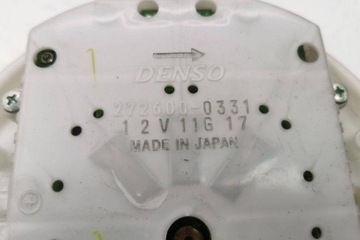 DENSO
272600-0331
12V 11G 17
MADE IN JAPAN